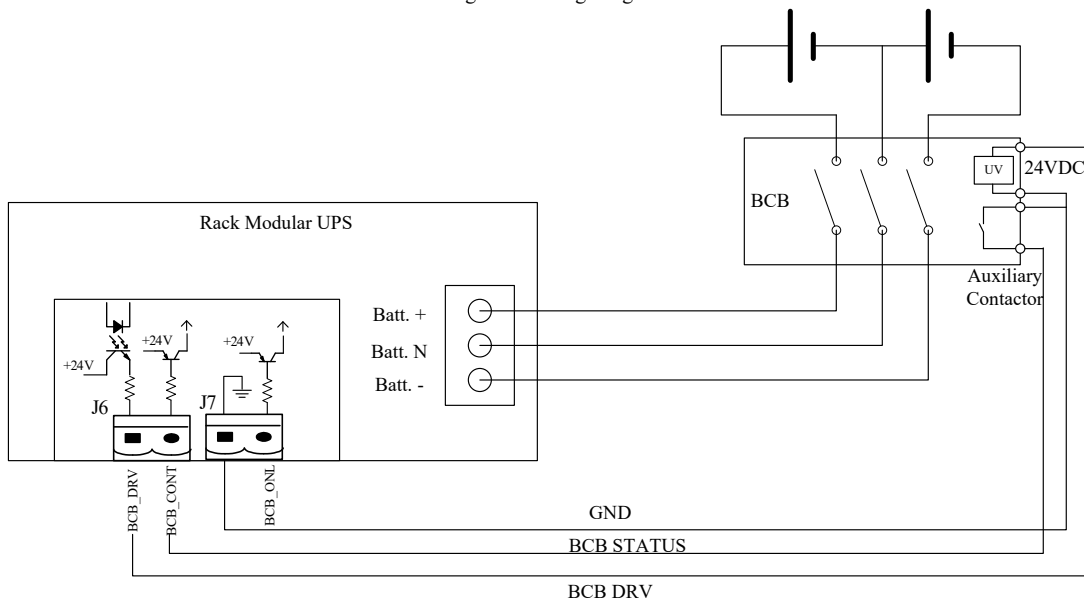 UV
24VDC
BCB
Rack Modular UPS
Auxiliary
Contactor
Batt. +
Batt. N
Batt. -
+24V
+24V
+24V
J6
J7
BCB_DRV
BCB_CONT
BCB_ONL
GND
BCB STATUS
BCB DRV